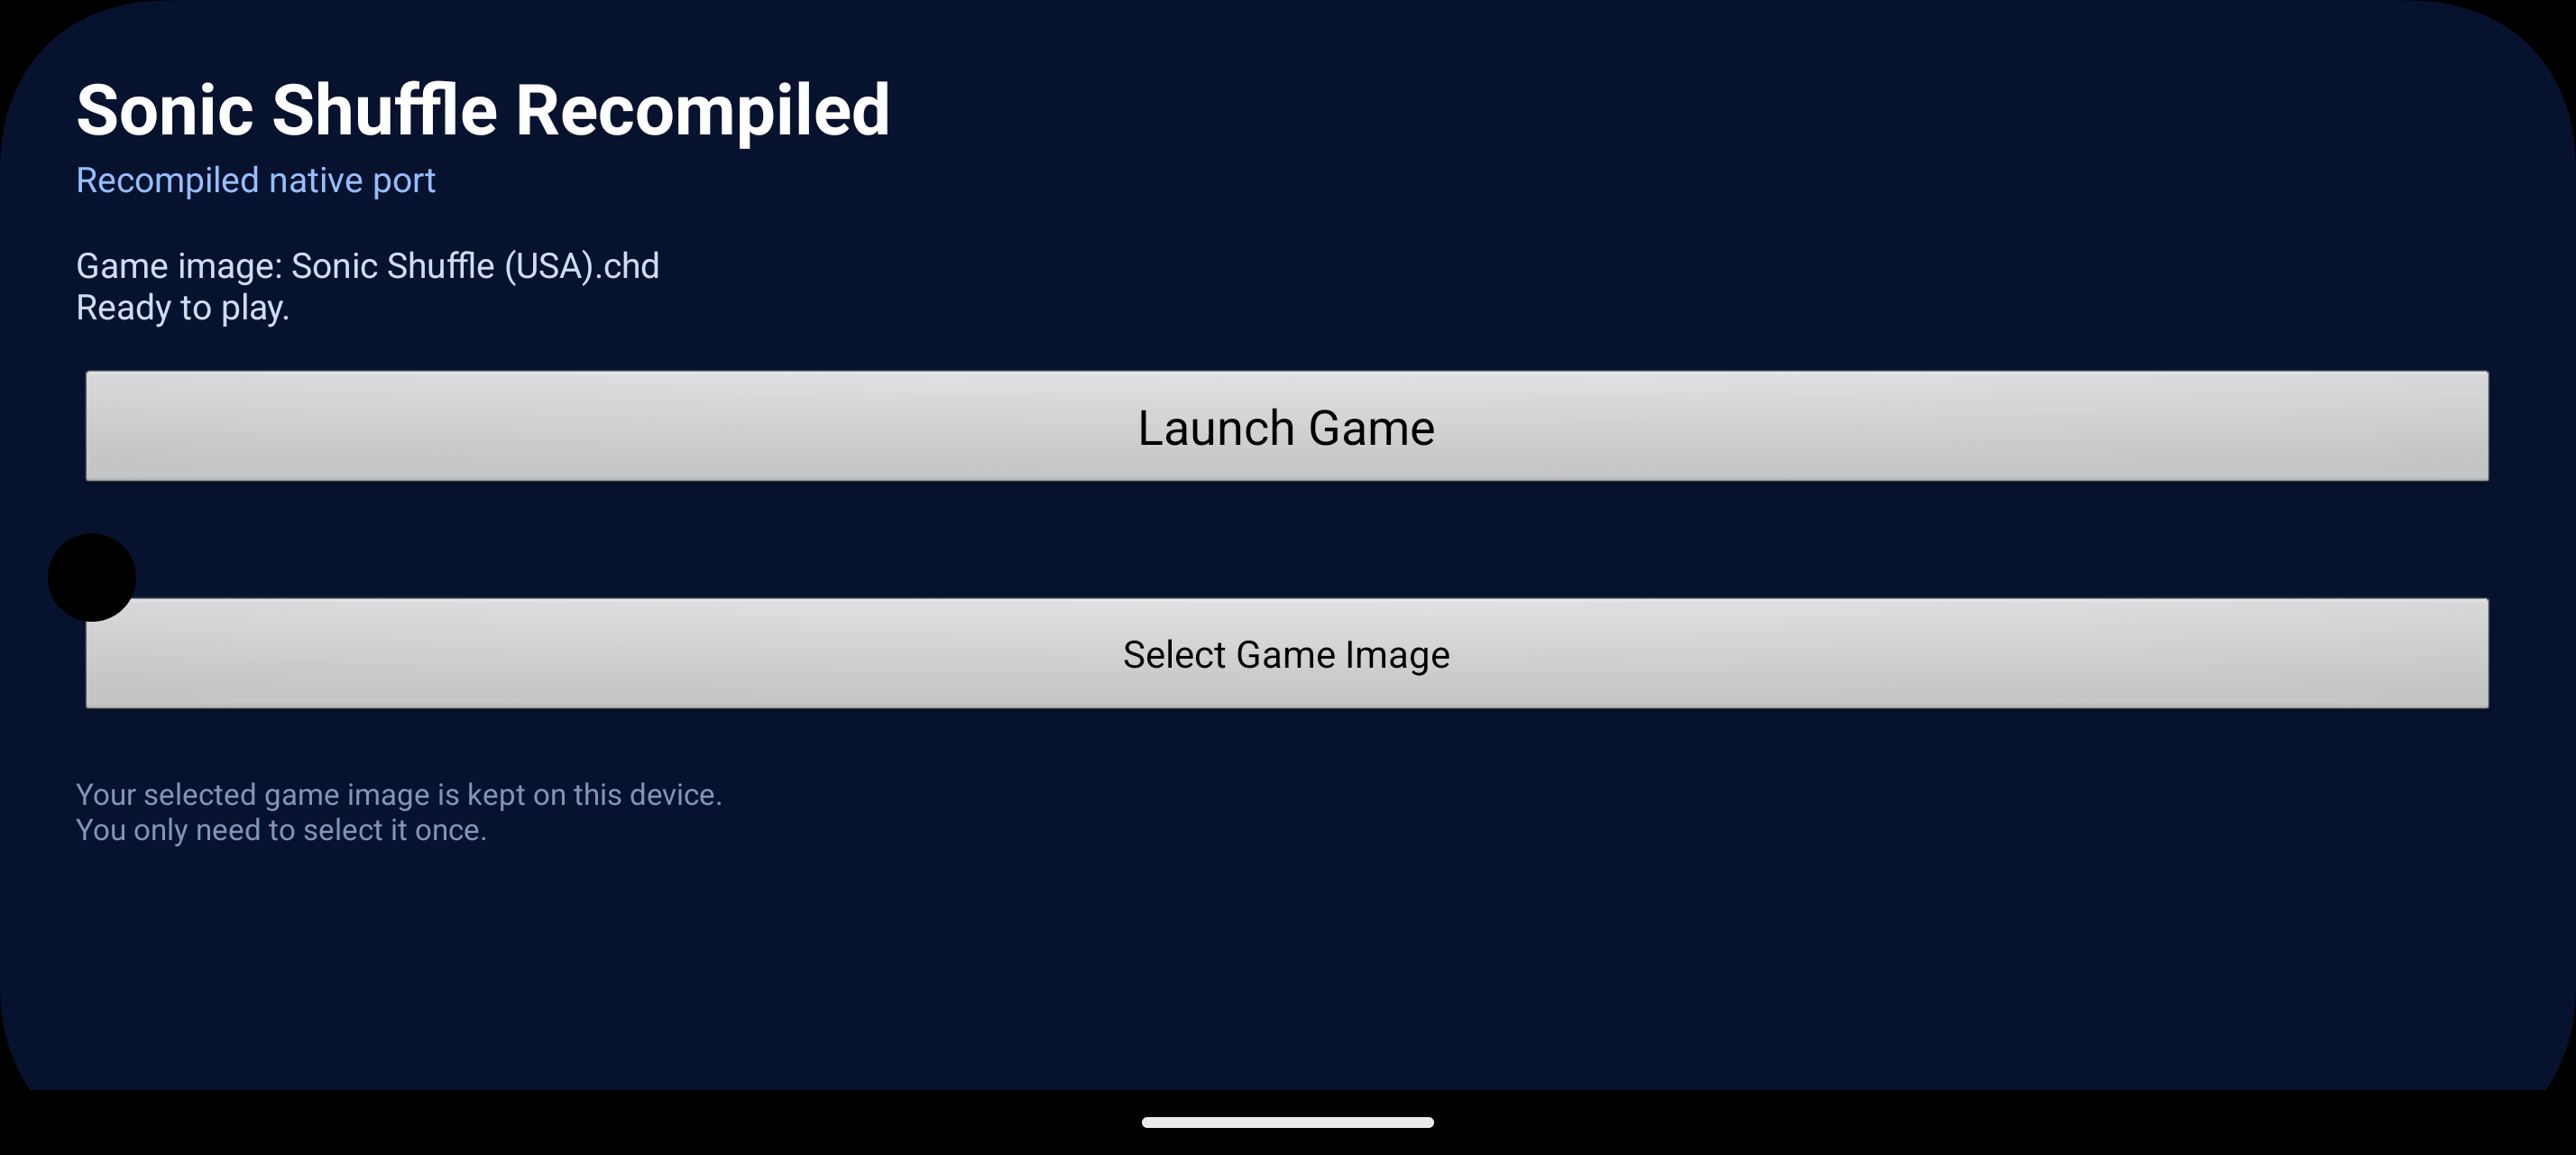 Sonic Shuffle Recompiled
Recompiled native port
Game image: Sonic Shuffle (USA).chd
Ready to play.
Launch Game
Select Game Image
Your selected game image is kept on this device.
You only need to select it once.